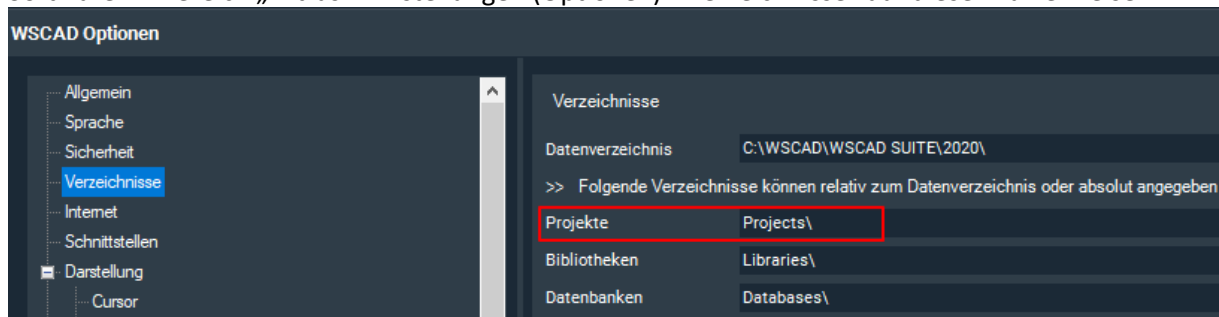 WSCAD Optionen
Allgemein
Sprache
Sicherheit
Verzeichnisse
Internet
Schnittstellen
Darstellung
Cursor
Verzeichnisse
Datenverzeichnis C:\WSCAD\WSCAD SUITE\2020\
>> Folgende Verzeichnisse können relativ zum Datenverzeichnis oder absolut angegeben
Projekte Projects\
Bibliotheken Libraries\
Datenbanken Databases\